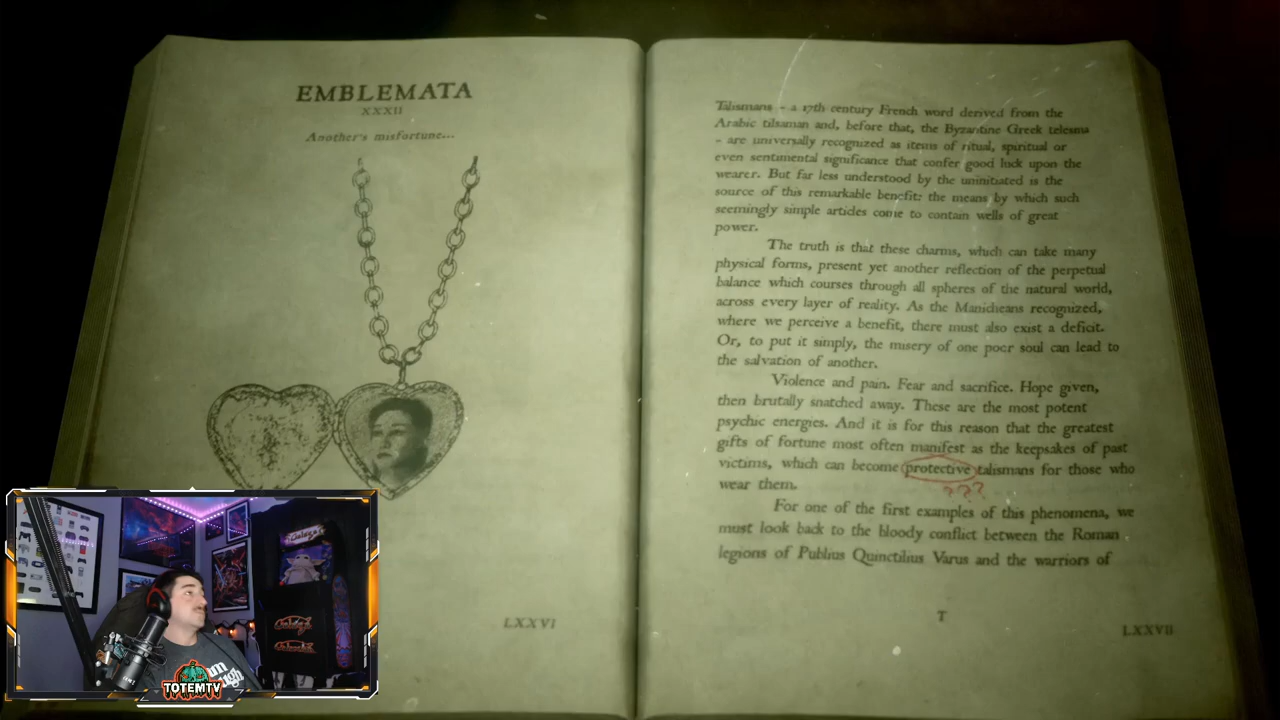 EMBLEMATA
XXXII
Another's misfortune...
LXXVI
Talismans - a 17th century French word derived from the
Arabic tilsaman and, before that, the Byzantine Greek telesma
- are universally recognized as items of ritual, spiritual or
even sentimental significance that confer good luck upon the
wearer. But far less understood by the uninitiated is the
source of this remarkable benefit: the means by which such
seemingly simple articles come to contain wells of great
power.
The truth is that these charms, which can take many
physical forms, present yet another reflection of the perpetual
balance which courses through all spheres of the natural world,
across every layer of reality. As the Manicheans recognized,
where we perceive a benefit, there must also exist a deficit.
Or, to put it simply, the misery of one poor soul can lead to
the salvation of another.
Violence and pain. Fear and sacrifice. Hope given,
then brutally snatched away. These are the most potent
psychic energies. And it is for this reason that the greatest
gifts of fortune most often manifest as the keepsakes of past
victims, which can become protective talismans for those who
???
wear them.
For one of the first examples of this phenomena, we
must look back to the bloody conflict between the Roman
legions of Publius Quinctilius Varus and the warriors of
T
LXXVII
TOTEMTV